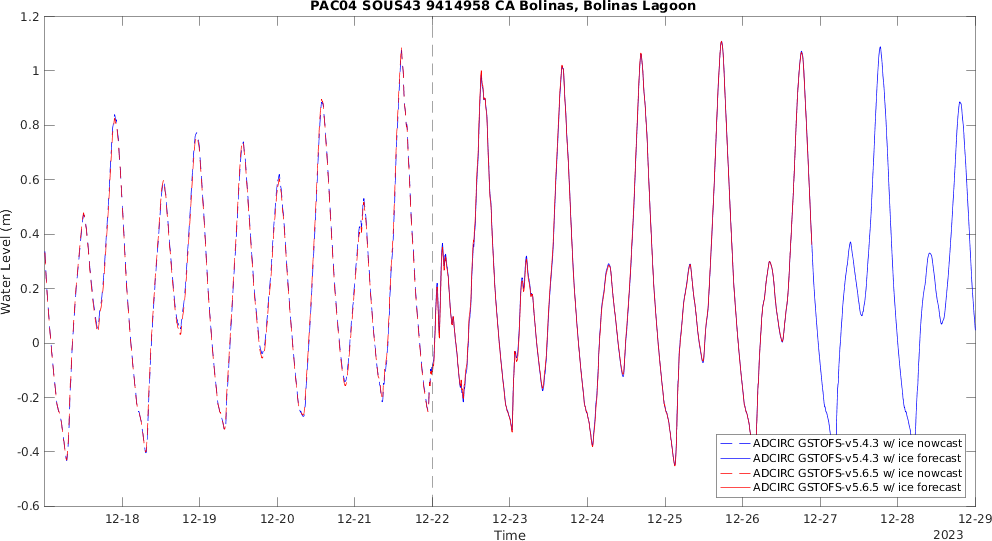 PAC04 SOUS43 9414958 CA Bolinas, Bolinas Lagoon
1.2
1
0.8
0.6
0.4
0.2
0
-0.2
-0.4
-0.6
Water Level (m)
ADCIRC GSTOFS-v5.4.3 w/ ice nowcast
ADCIRC GSTOFS-v5.4.3 w/ ice forecast
ADCIRC GSTOFS-v5.6.5 w/ ice nowcast
ADCIRC GSTOFS-v5.6.5 w/ ice forecast
12-18 12-19 12-20 12-21 12-22 12-23 12-24 12-25 12-26 12-27 12-28 12-29
Time
2023